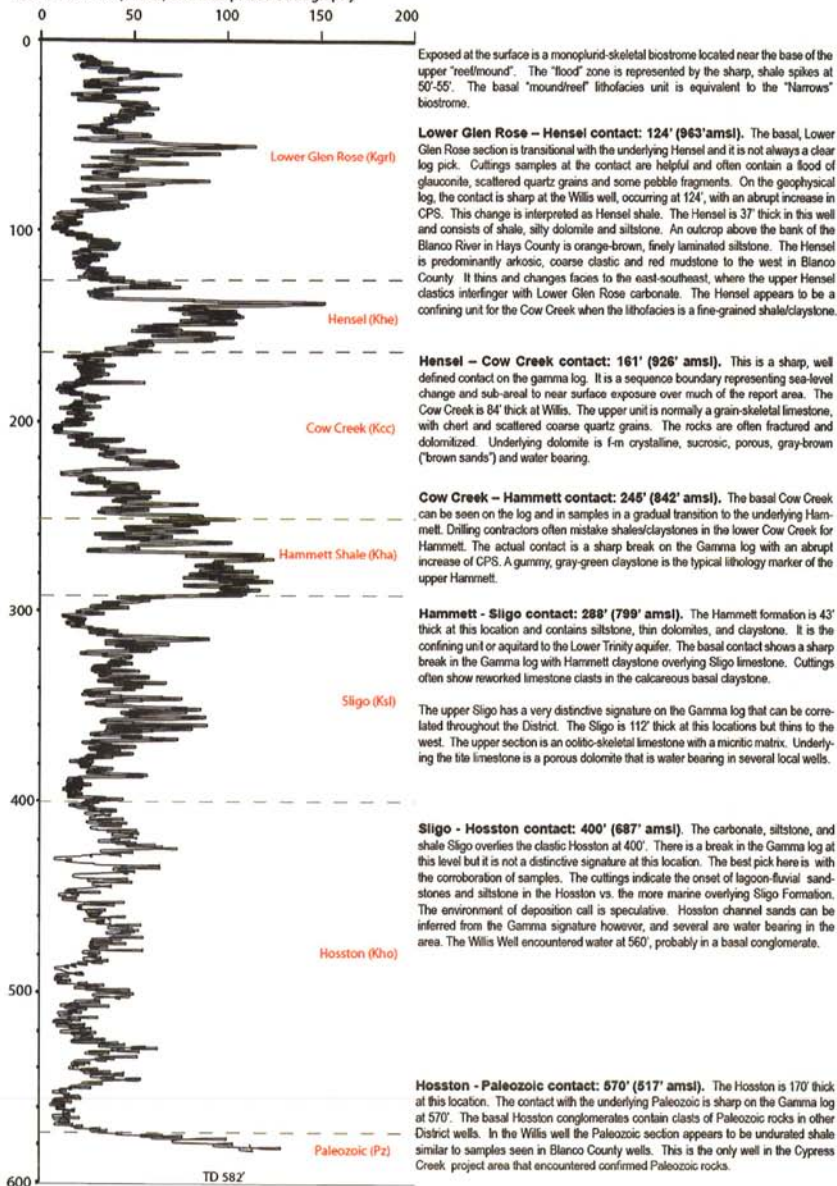 0 50 100 150 200
0
100
200
300
400
500
600
Lower Glen Rose (Kgrl)
Hensel (Khe)
Cow Creek (Kcc)
Hammett Shale (Kha)
Sligo (Ksl)
Hosston (Kho)
Paleozoic (Pz)
TD 582'
Exposed at the surface is a monoplurid-skeletal biostrome located near the base of the
upper "reef/mound". The "flood" zone is represented by the sharp, shale spikes at
50'-55'. The basal "mound/reef" lithofacies unit is equivalent to the "Narrows"
biostrome.
Lower Glen Rose – Hensel contact: 124' (963'amsl). The basal, Lower
Glen Rose section is transitional with the underlying Hensel and it is not always a clear
log pick. Cuttings samples at the contact are helpful and often contain a flood of
glauconite, scattered quartz grains and some pebble fragments. On the geophysical
log, the contact is sharp at the Willis well, occurring at 124', with an abrupt increase in
CPS. This change is interpreted as Hensel shale. The Hensel is 37' thick in this well
and consists of shale, silty dolomite and siltstone. An outcrop above the bank of the
Blanco River in Hays County is orange-brown, finely laminated siltstone. The Hensel
is predominantly arkosic, coarse clastic and red mudstone to the west in Blanco
County. It thins and changes facies to the east-southeast, where the upper Hensel
clastics interfinger with Lower Glen Rose carbonate. The Hensel appears to be a
confining unit for the Cow Creek when the lithofacies is a fine-grained shale/claystone.
Hensel – Cow Creek contact: 161' (926' amsl). This is a sharp, well
defined contact on the gamma log. It is a sequence boundary representing sea-level
change and sub-areal to near surface exposure over much of the report area. The
Cow Creek is 84' thick at Willis. The upper unit is normally a grain-skeletal limestone,
with chert and scattered coarse quartz grains. The rocks are often fractured and
dolomitized. Underlying dolomite is f-m crystalline, sucrosic, porous, gray-brown
("brown sands") and water bearing.
Cow Creek – Hammett contact: 245' (842' amsl). The basal Cow Creek
can be seen on the log and in samples in a gradual transition to the underlying Ham-
mett. Drilling contractors often mistake shales/claystones in the lower Cow Creek for
Hammett. The actual contact is a sharp break on the Gamma log with an abrupt
increase of CPS. A gummy, gray-green claystone is the typical lithology marker of the
upper Hammett.
Hammett - Sligo contact: 288' (799' amsl). The Hammett formation is 43'
thick at this location and contains siltstone, thin dolomites, and claystone. It is the
confining unit or aquitard to the Lower Trinity aquifer. The basal contact shows a sharp
break in the Gamma log with Hammett claystone overlying Sligo limestone. Cuttings
often show reworked limestone clasts in the calcareous basal claystone.
The upper Sligo has a very distinctive signature on the Gamma log that can be corre-
lated throughout the District. The Sligo is 112' thick at this locations but thins to the
west. The upper section is an oolitic-skeletal limestone with a micritic matrix. Underly-
ing the tite limestone is a porous dolomite that is water bearing in several local wells.
Sligo - Hosston contact: 400' (687' amsl). The carbonate, siltstone, and
shale Sligo overlies the clastic Hosston at 400'. There is a break in the Gamma log at
this level but it is not a distinctive signature at this location. The best pick here is with
the corroboration of samples. The cuttings indicate the onset of lagoon-fluvial sand-
stones and siltstone in the Hosston vs. the more marine overlying Sligo Formation.
The environment of deposition call is speculative. Hosston channel sands can be
inferred from the Gamma signature however, and several are water bearing in the
area. The Willis Well encountered water at 560', probably in a basal conglomerate.
Hosston - Paleozoic contact: 570' (517' amsl). The Hosston is 170' thick
at this location. The contact with the underlying Paleozoic is sharp on the Gamma log
at 570'. The basal Hosston conglomerates contain clasts of Paleozoic rocks in other
District wells. In the Willis well the Paleozoic section appears to be undurated shale
similar to samples seen in Blanco County wells. This is the only well in the Cypress
Creek project area that encountered confirmed Paleozoic rocks.